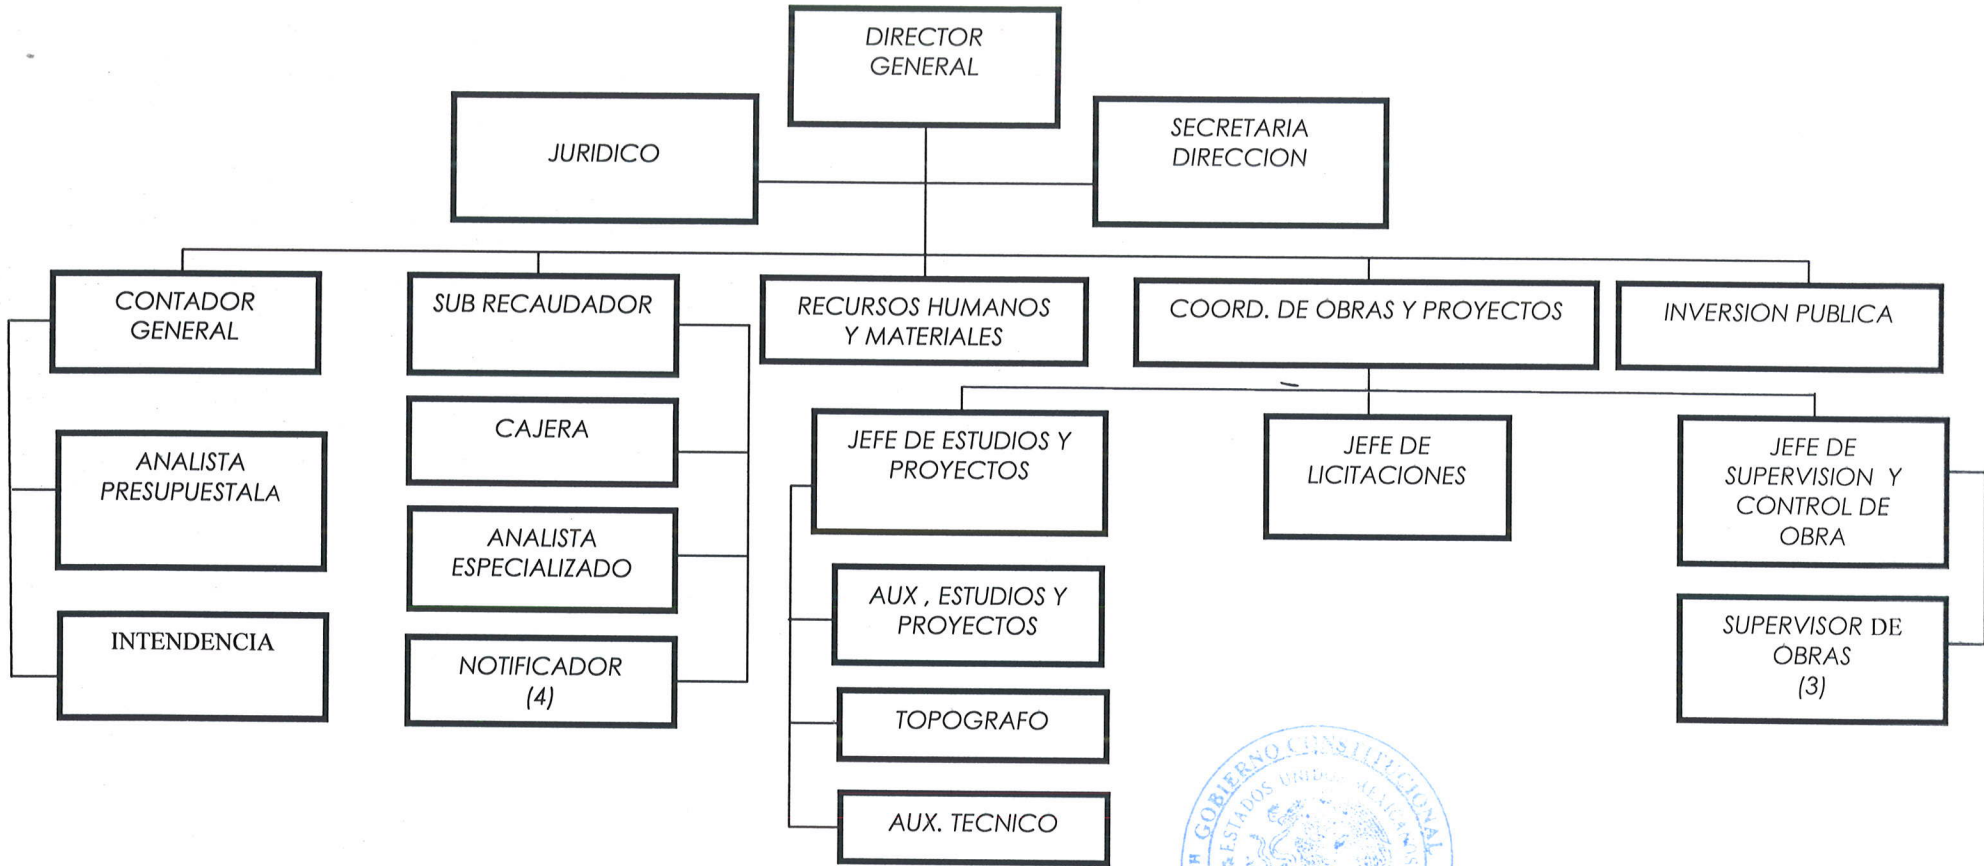 DIRECTOR
GENERAL
JURIDICO
SECRETARIA
DIRECCION
CONTADOR
GENERAL
SUB RECAUDADOR
RECURSOS HUMANOS
Y MATERIALES
COORD. DE OBRAS Y PROYECTOS
INVERSION PUBLICA
ANALISTA
PRESUPUESTALA
INTENDENCIA
CAJERA
ANALISTA
ESPECIALIZADO
NOTIFICADOR
(4)
JEFE DE ESTUDIOS Y
PROYECTOS
AUX , ESTUDIOS Y
PROYECTOS
TOPOGRAFO
AUX. TECNICO
JEFE DE
LICITACIONES
JEFE DE
SUPERVISION Y
CONTROL DE
OBRA
SUPERVISOR DE
OBRAS
(3)
GOBIERNO CONSTITUCIONAL
ESTADOS UNIDOS MEXICANOS